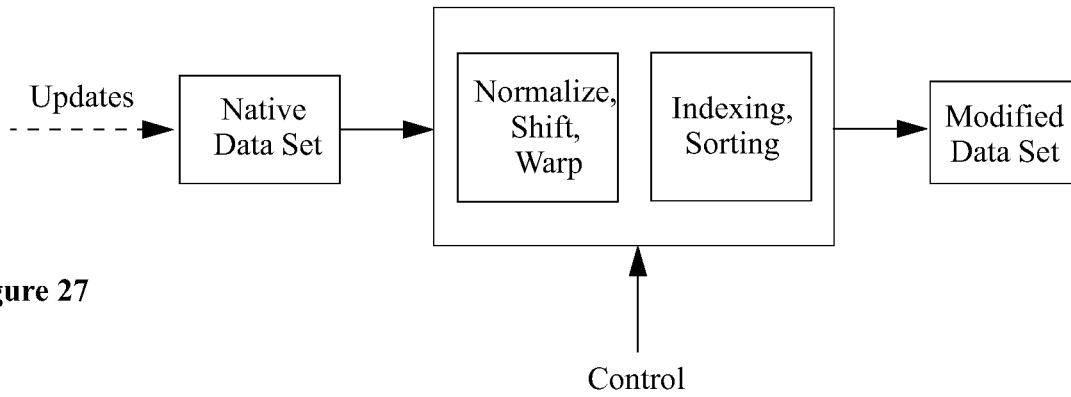 Updates
Native
Data Set
Normalize,
Shift,
Warp
Indexing,
Sorting
Modified
Data Set
gure 27
Control